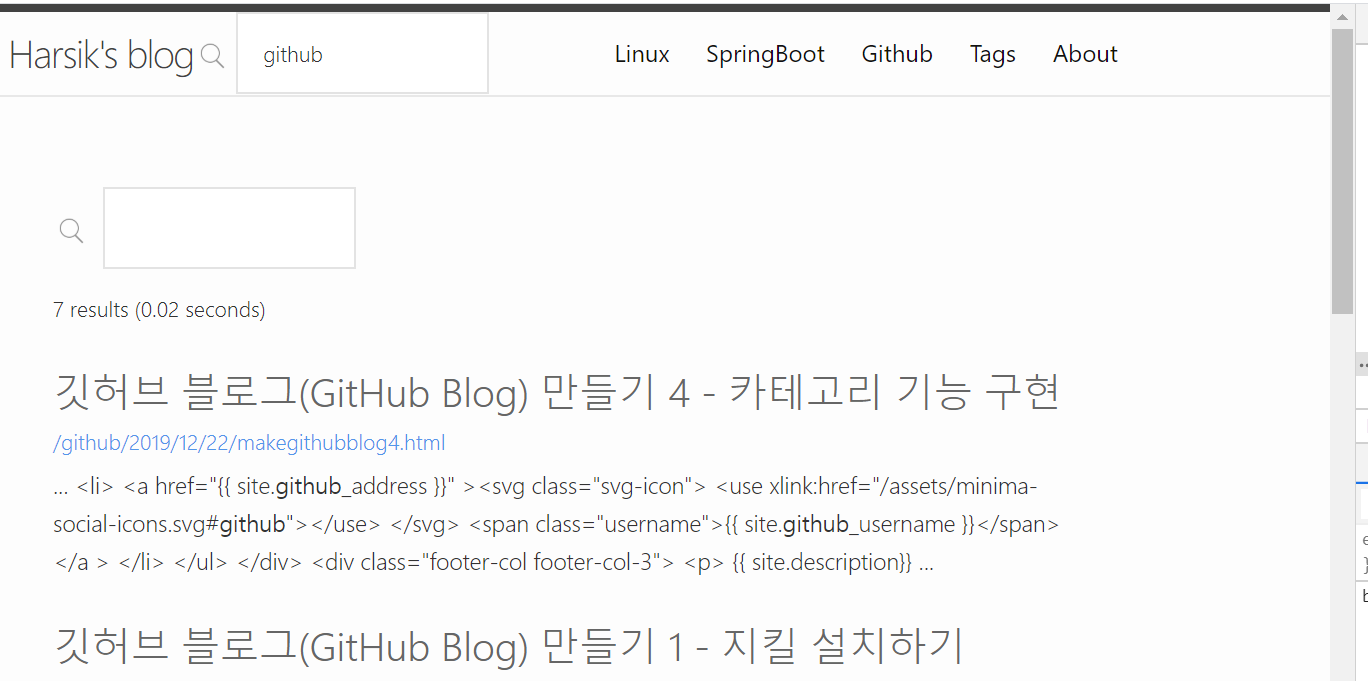 Harsik's blog github Linux SpringBoot Github Tags About
7 results (0.02 seconds)
깃허브 블로그(GitHub Blog) 만들기 4 - 카테고리 기능 구현
/github/2019/12/22/makegithubblog4.html
... <li> <a href="{{ site.github_address }}" ><svg class="svg-icon"> <use xlink:href="/assets/minima-
social-icons.svg#github"></use> </svg> <span class="username">{{ site.github_username }}</span>
</a > </li> </ul> </div> <div class="footer-col footer-col-3"> <p> {{ site.description}} ...
깃허브 블로그(GitHub Blog) 만들기 1 - 지킬 설치하기